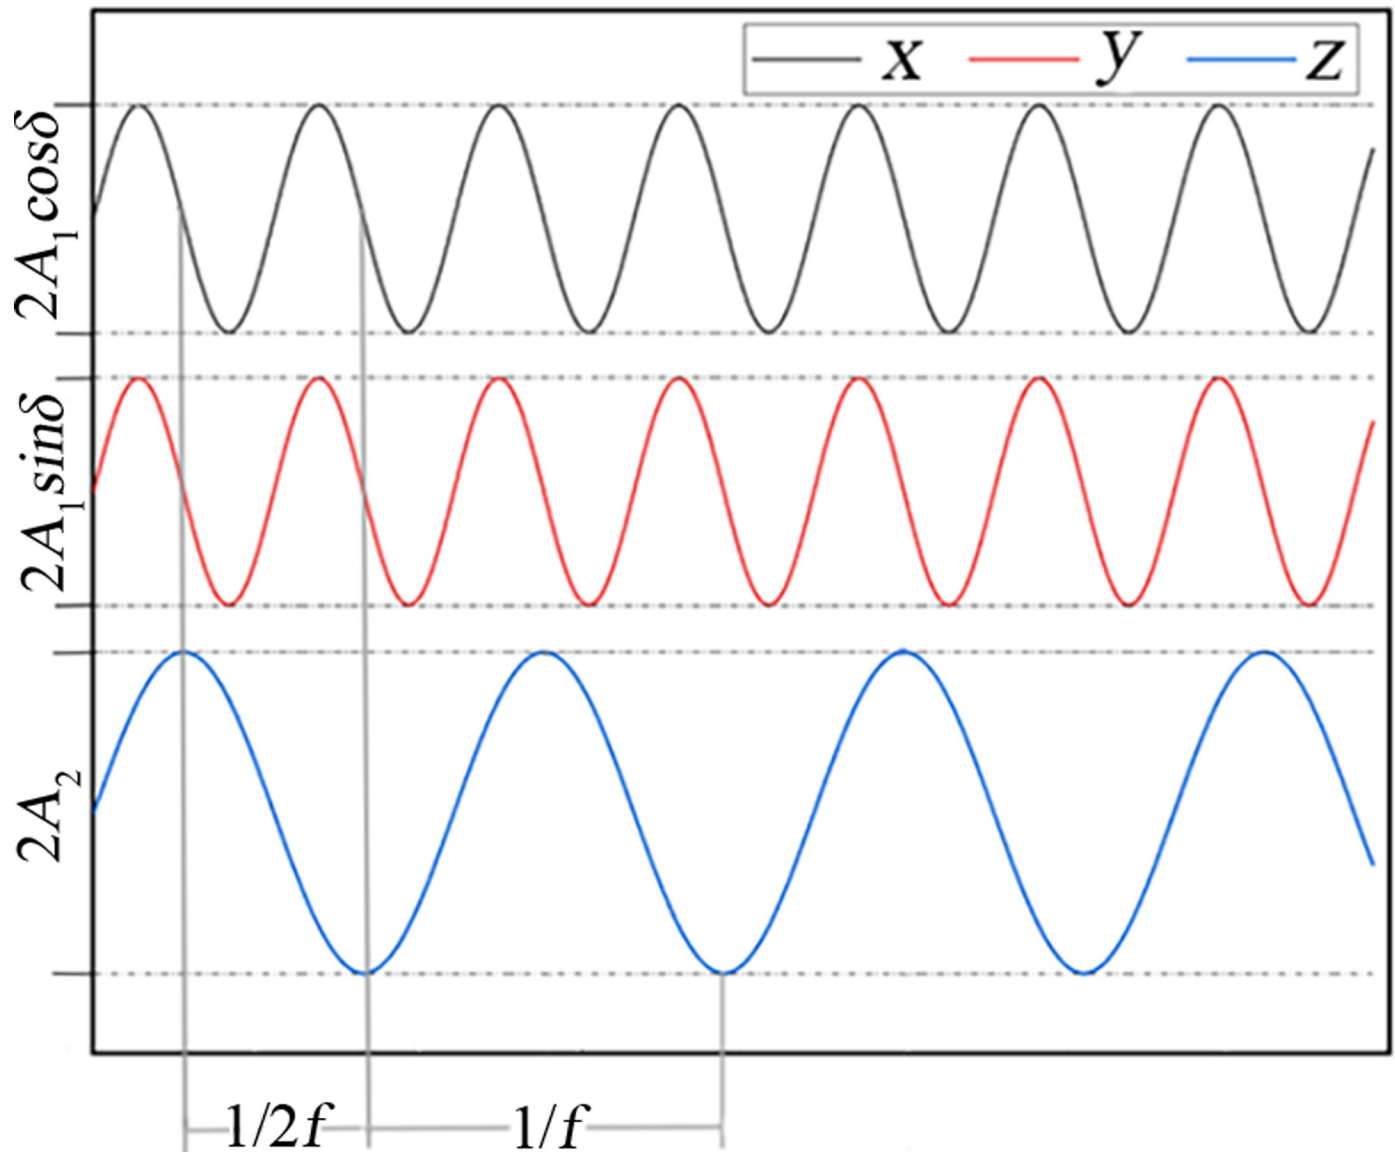 x y z
2A₁cosδ
2A₁sinδ
2A₂
1/2f 1/f